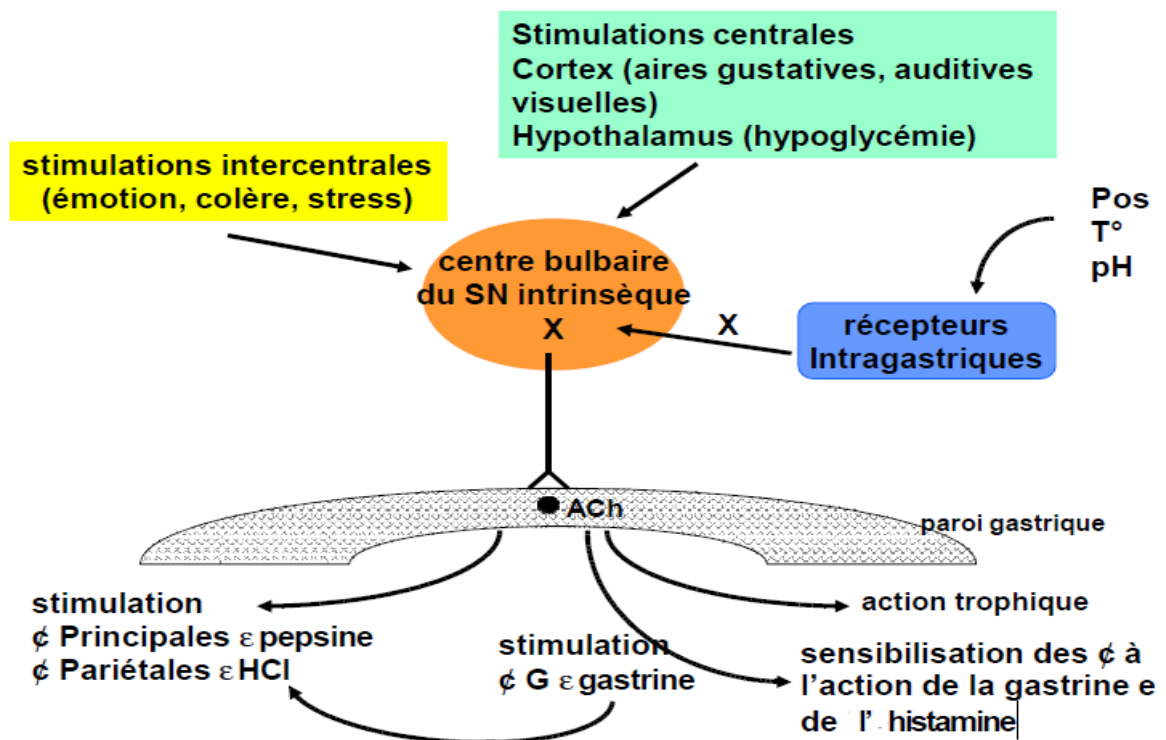 Stimulations centrales
Cortex (aires gustatives, auditives
visuelles)
Hypothalamus (hypoglycémie)
stimulations intercentrales
(émotion, colère, stress)
Pos
T°
pH
centre bulbaire
du SN intrinsèque
X
X
récepteurs
Intragastriques
ACh
paroi gastrique
stimulation
¢ Principales ε pepsine
¢ Pariétales ε HCl
stimulation
¢ G ε gastrine
action trophique
sensibilisation des ¢ à
l'action de la gastrine e
de l' histamine